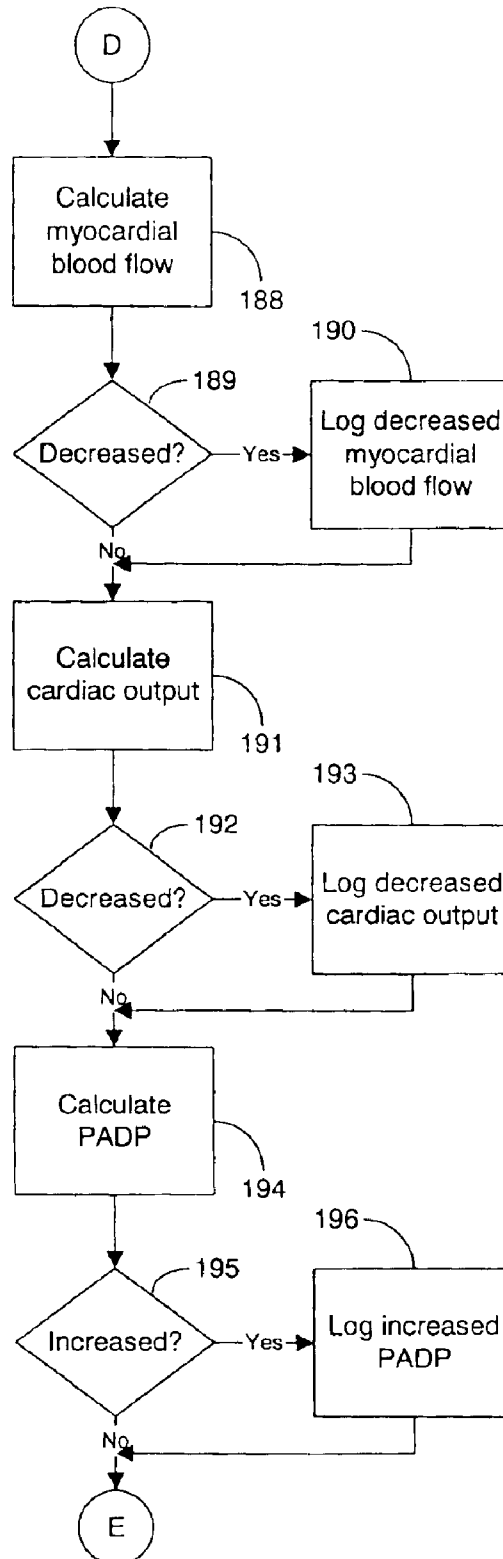 D
Calculate
myocardial
blood flow
188
189
Decreased?
Yes
190
Log decreased
myocardial
blood flow
No
Calculate
cardiac output
191
192
Decreased?
Yes
193
Log decreased
cardiac output
No
Calculate
PADP
194
195
Increased?
Yes
196
Log increased
PADP
No
E